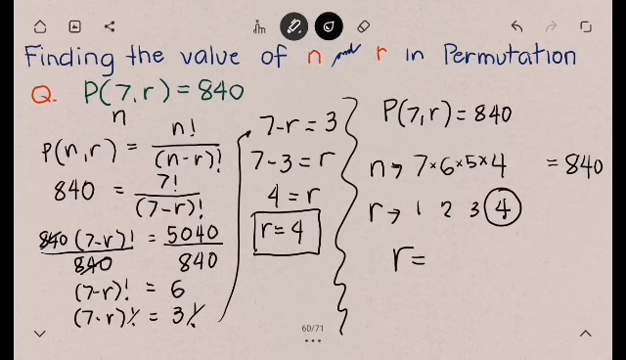 Finding the value of n and r in Permutation
Q. P(7,r) = 840
n
P(n,r) = n!/(n-r)!
840 = 7!/(7-r)!
840(7-r)!/840 = 5040/840
(7-r)! = 6
(7-r)! = 3!
7-r = 3
7-3 = r
4 = r
r = 4
P(7,r) = 840
n → 7×6×5×4 = 840
r → 1 2 3 4
r =
60/71